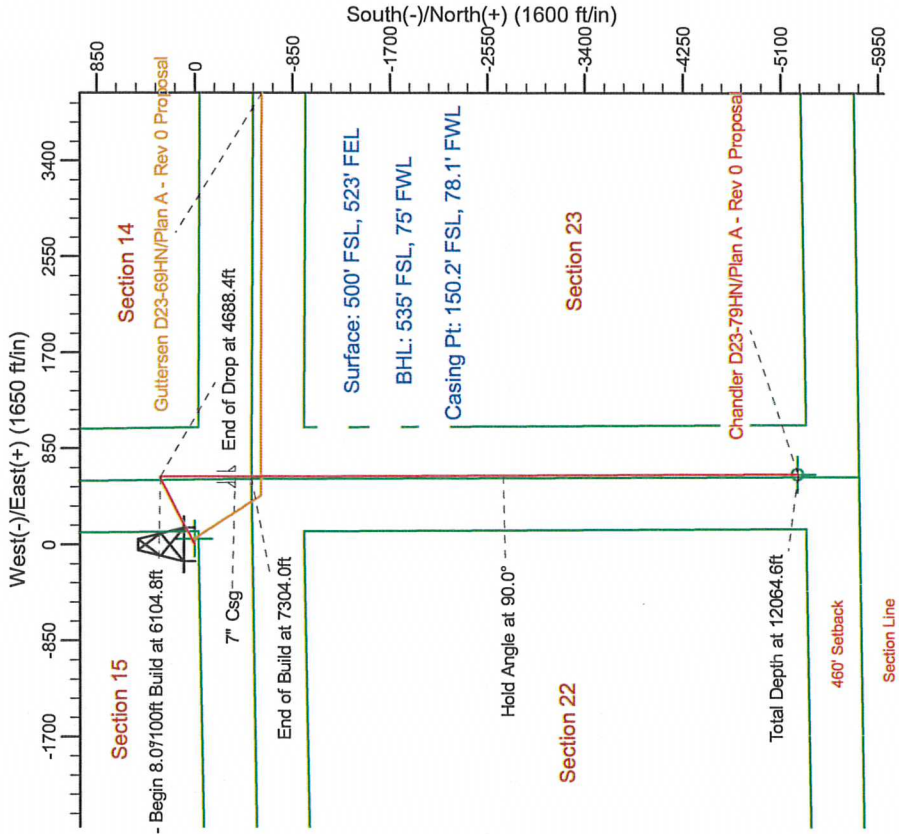 South(-)/North(+) (1600 ft/in)
850
0
-850
-1700
-2550
-3400
-4250
-5100
-5950
West(-)/East(+) (1650 ft/in)
3400
2550
1700
850
0
-850
-1700
Section 14
Guttersen D23-69HN/Plan A - Rev 0 Proposal
End of Drop at 4688.4ft
Surface: 500' FSL, 523' FEL
BHL: 535' FSL, 75' FWL
Casing Pt: 150.2' FSL, 78.1' FWL
Section 23
Chandler D23-79HN/Plan A - Rev 0 Proposal
Section 15
- Begin 8.0°/100ft Build at 6104.8ft
7" Csg
End of Build at 7304.0ft
Hold Angle at 90.0°
Section 22
Total Depth at 12064.6ft
460' Setback
Section Line